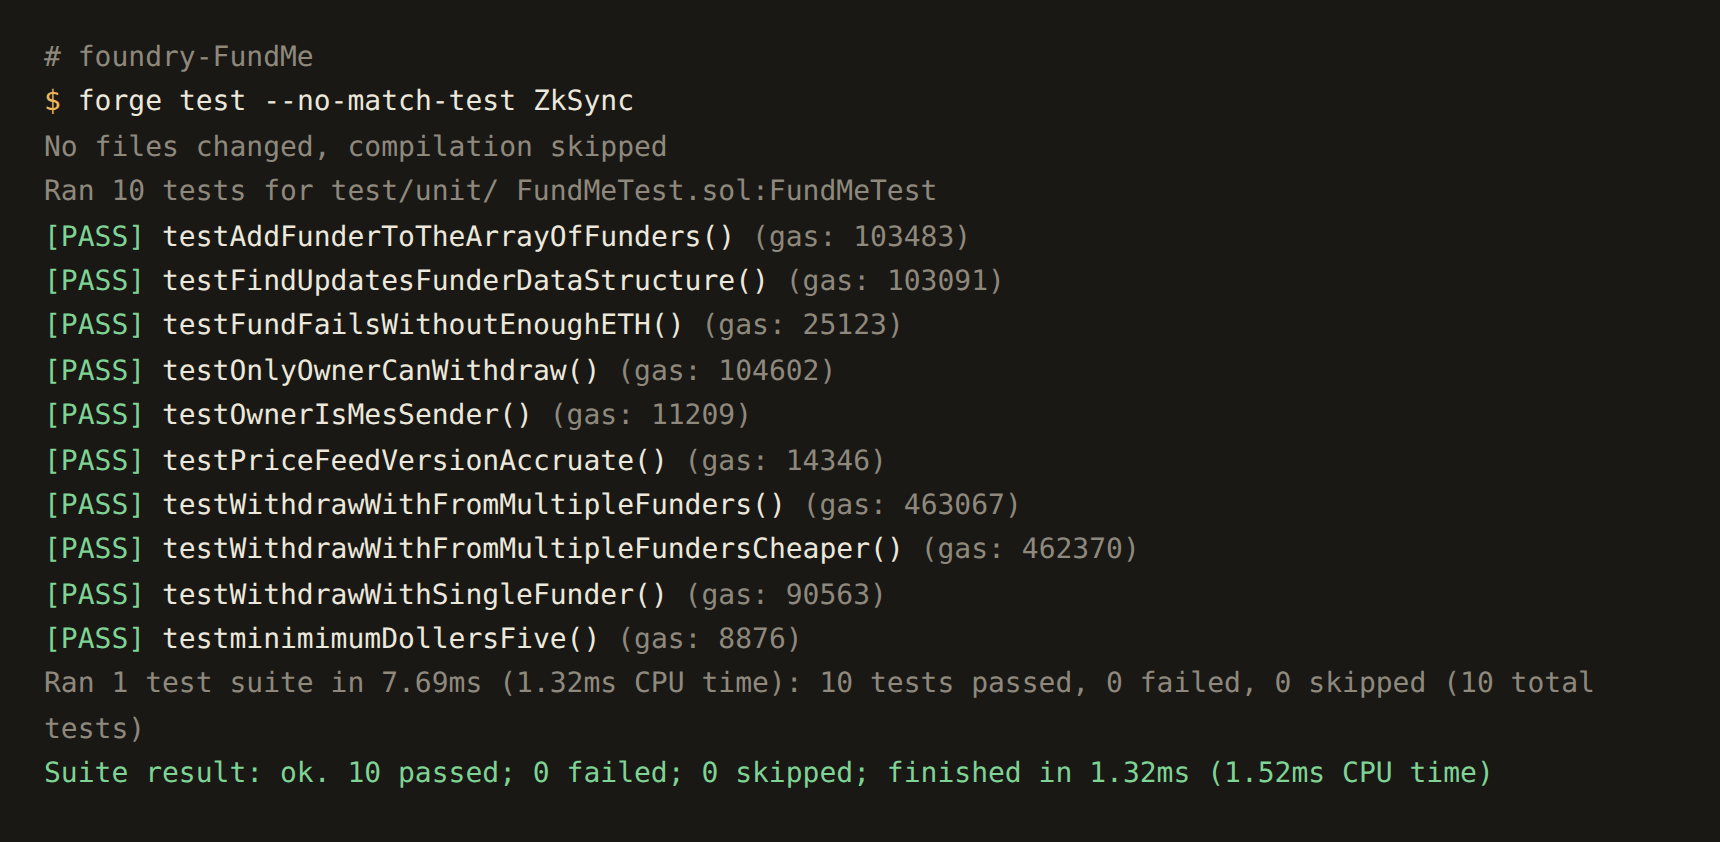 # foundry-FundMe
$ forge test --no-match-test ZkSync
No files changed, compilation skipped
Ran 10 tests for test/unit/ FundMeTest.sol:FundMeTest
[PASS] testAddFunderToTheArrayOfFunders() (gas: 103483)
[PASS] testFindUpdatesFunderDataStructure() (gas: 103091)
[PASS] testFundFailsWithoutEnoughETH() (gas: 25123)
[PASS] testOnlyOwnerCanWithdraw() (gas: 104602)
[PASS] testOwnerIsMesSender() (gas: 11209)
[PASS] testPriceFeedVersionAccruate() (gas: 14346)
[PASS] testWithdrawWithFromMultipleFunders() (gas: 463067)
[PASS] testWithdrawWithFromMultipleFundersCheaper() (gas: 462370)
[PASS] testWithdrawWithSingleFunder() (gas: 90563)
[PASS] testminimimumDollersFive() (gas: 8876)
Ran 1 test suite in 7.69ms (1.32ms CPU time): 10 tests passed, 0 failed, 0 skipped (10 total
tests)
Suite result: ok. 10 passed; 0 failed; 0 skipped; finished in 1.32ms (1.52ms CPU time)